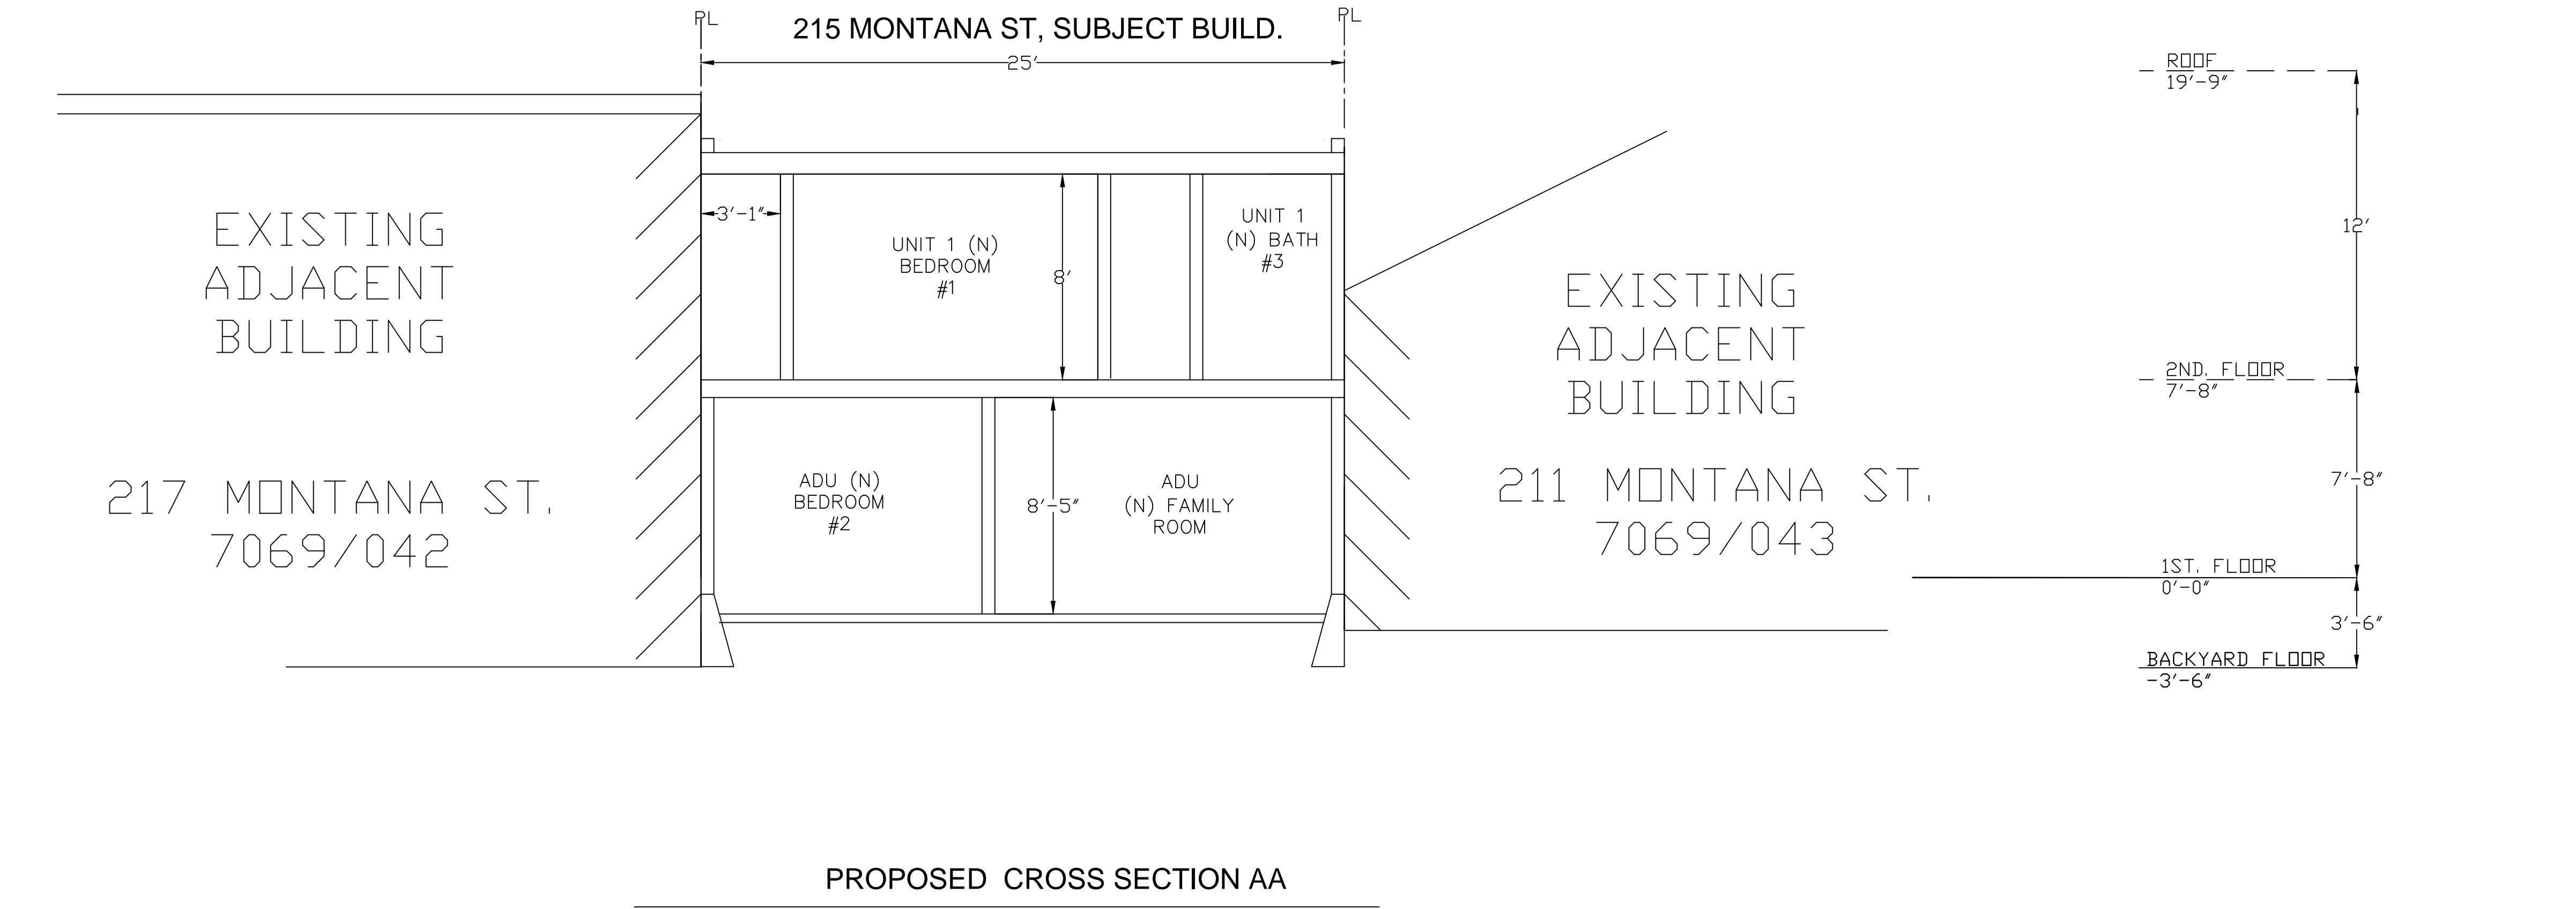 PL
215 MONTANA ST, SUBJECT BUILD.
PL
25'
ROOF
19'-9"
EXISTING
ADJACENT
BUILDING
217 MONTANA ST.
7069/042
3'-1"
UNIT 1 (N)
BEDROOM
#1
8'
UNIT 1
(N) BATH
#3
ADU (N)
BEDROOM
#2
8'-5"
ADU
(N) FAMILY
ROOM
EXISTING
ADJACENT
BUILDING
211 MONTANA ST.
7069/043
12'
2ND. FLOOR
7'-8"
7'-8"
1ST. FLOOR
0'-0"
3'-6"
BACKYARD FLOOR
-3'-6"
PROPOSED CROSS SECTION AA